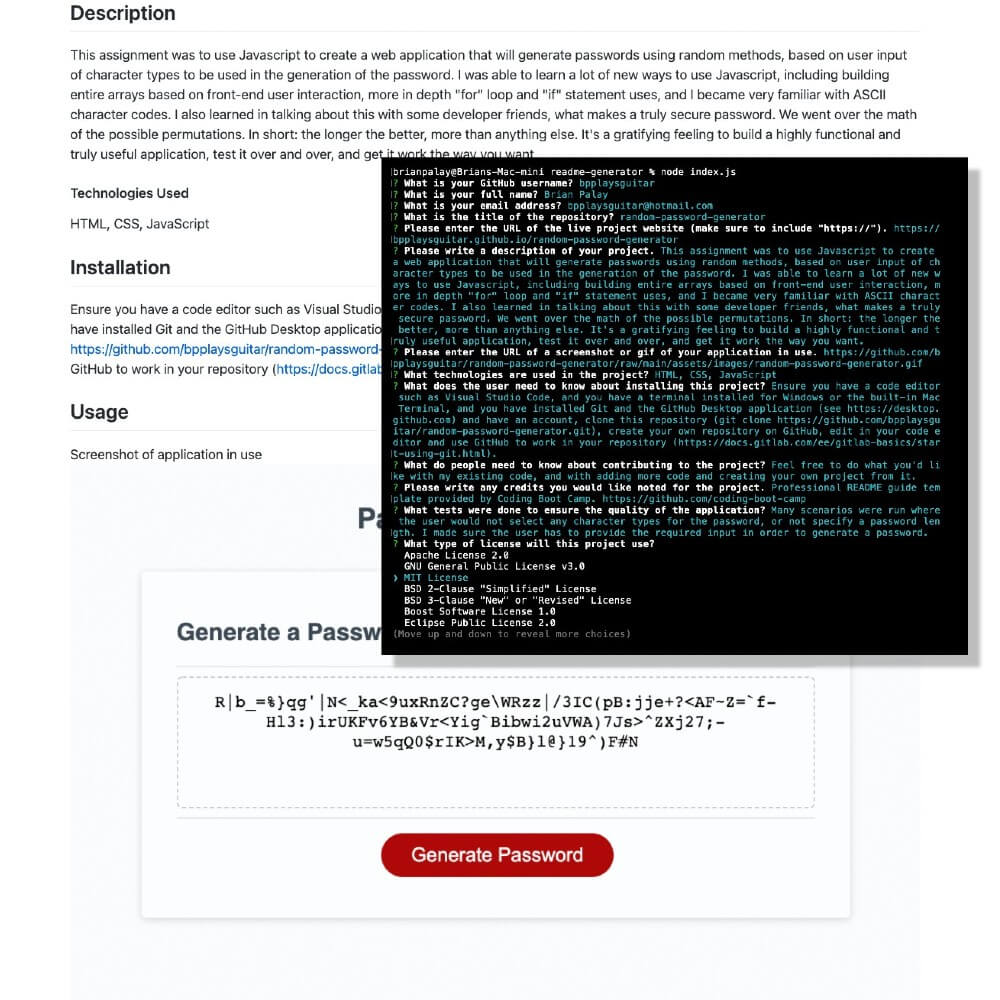 Description
This assignment was to use Javascript to create a web application that will generate passwords using random methods, based on user input
of character types to be used in the generation of the password. I was able to learn a lot of new ways to use Javascript, including building
entire arrays based on front-end user interaction, more in depth "for" loop and "if" statement uses, and I became very familiar with ASCII
character codes. I also learned in talking about this with some developer friends, what makes a truly secure password. We went over the math
of the possible permutations. In short: the longer the better, more than anything else. It's a gratifying feeling to build a highly functional and
truly useful application, test it over and over, and get it work the way you want
Technologies Used
HTML, CSS, JavaScript
Installation
Ensure you have a code editor such as Visual Studio
have installed Git and the GitHub Desktop applicatio
https://github.com/bpplaysguitar/random-password-
GitHub to work in your repository (https://docs.gitlab
Usage
Screenshot of application in use
brianpalay@Brians-Mac-mini readme-generator % node index.js
? What is your GitHub username? bpplaysguitar
? What is your full name? Brian Palay
? What is your email address? bpplaysguitar@hotmail.com
? What is the title of the repository? random-password-generator
? Please enter the URL of the live project website (make sure to include "https://"). https://
bpplaysguitar.github.io/random-password-generator
? Please write a description of your project. This assignment was to use Javascript to create
a web application that will generate passwords using random methods, based on user input of ch
aracter types to be used in the generation of the password. I was able to learn a lot of new w
ays to use Javascript, including building entire arrays based on front-end user interaction, m
ore in depth "for" loop and "if" statement uses, and I became very familiar with ASCII charact
er codes. I also learned in talking about this with some developer friends, what makes a truly
secure password. We went over the math of the possible permutations. In short: the longer the
better, more than anything else. It's a gratifying feeling to build a highly functional and t
ruly useful application, test it over and over, and get it work the way you want.
? Please enter the URL of a screenshot or gif of your application in use. https://github.com/b
pplaysguitar/random-password-generator/raw/main/assets/images/random-password-generator.gif
? What technologies are used in the project? HTML, CSS, JavaScript
? What does the user need to know about installing this project? Ensure you have a code editor
such as Visual Studio Code, and you have a terminal installed for Windows or the built-in Mac
Terminal, and you have installed Git and the GitHub Desktop application (see https://desktop.
github.com) and have an account, clone this repository (git clone https://github.com/bpplaysgu
itar/random-password-generator.git), create your own repository on GitHub, edit in your code e
ditor and use GitHub to work in your repository (https://docs.gitlab.com/ee/gitlab-basics/star
t-using-git.html).
? What do people need to know about contributing to the project? Feel free to do what you'd li
ke with my existing code, and with adding more code and creating your own project from it.
? Please write any credits you would like noted for the project. Professional README guide tem
plate provided by Coding Boot Camp. https://github.com/coding-boot-camp
? What tests were done to ensure the quality of the application? Many scenarios were run where
the user would not select any character types for the password, or not specify a password len
gth. I made sure the user has to provide the required input in order to generate a password.
? What type of license will this project use?
Apache License 2.0
GNU General Public License v3.0
❯ MIT License
BSD 2-Clause "Simplified" License
BSD 3-Clause "New" or "Revised" License
Boost Software License 1.0
Eclipse Public License 2.0
(Move up and down to reveal more choices)
Pa
Generate a Passw
R|b_=%}qg'|N<_ka<9uxRnZC?ge\WRzz|/3IC(pB:jje+?<AF~Z=`f-
Hl3:)irUKFv6YB&Vr<Yig`Bibwi2uVWA)7Js>^ZXj27;-
u=w5qQ0$rIK>M,y$B}l@}19^)F#N
Generate Password